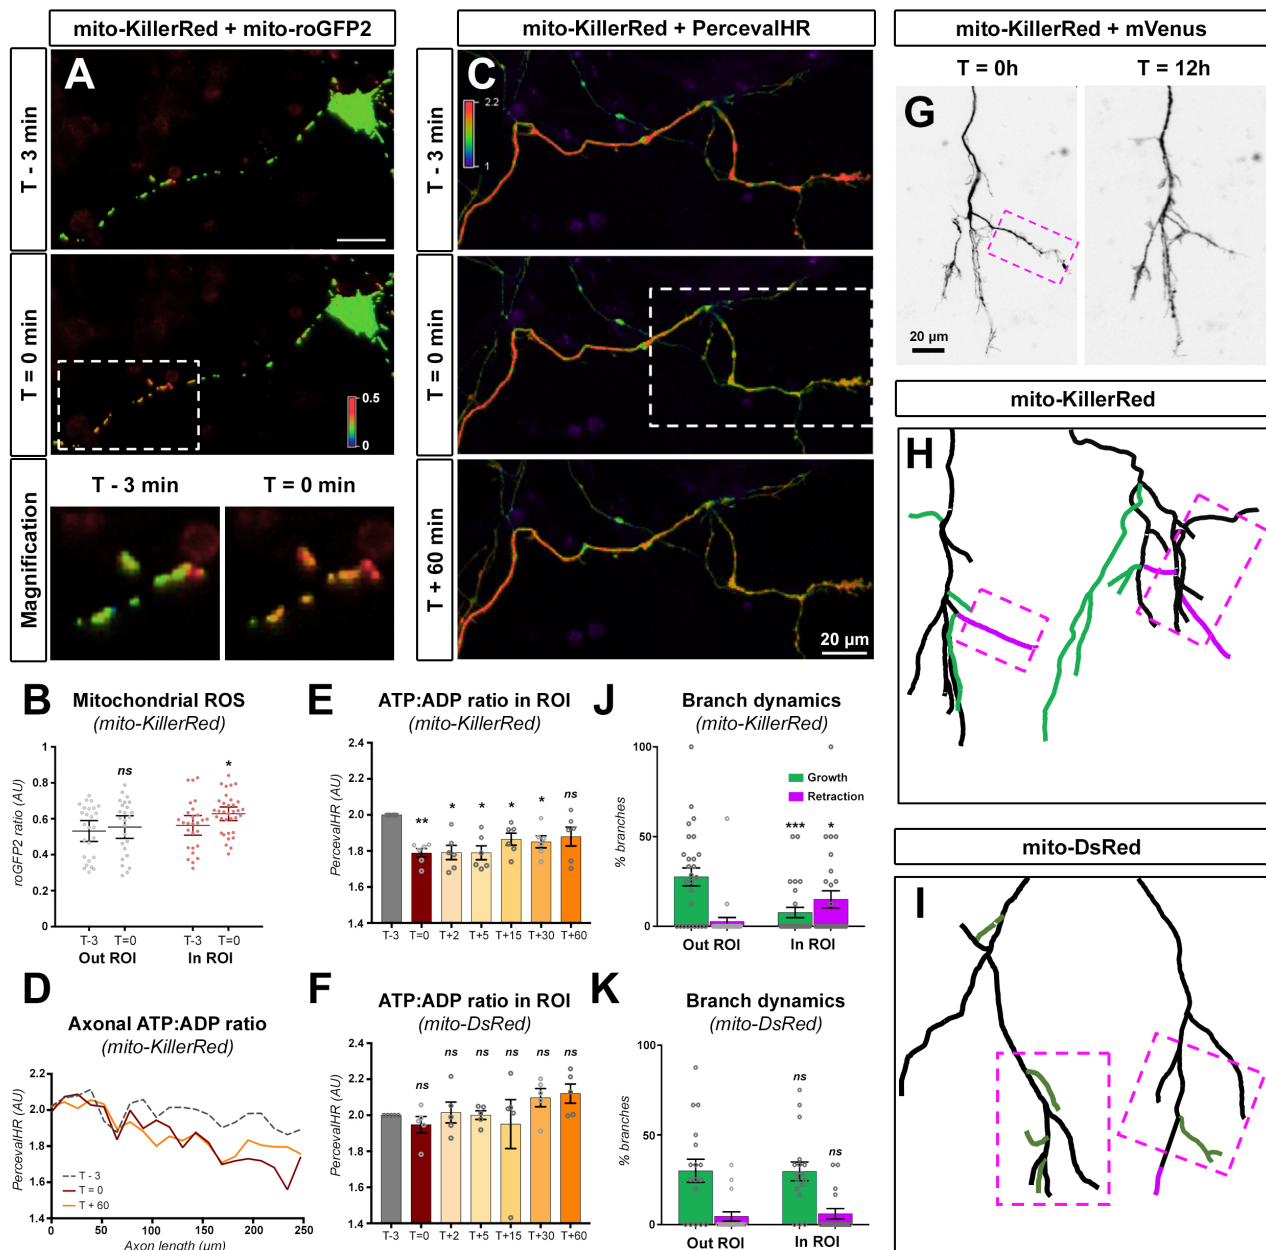 mito-KillerRed + mito-roGFP2
A
T - 3 min
T = 0 min
0.5
0
Magnification
T - 3 min
T = 0 min
mito-KillerRed + PercevalHR
C
2.2
1
T - 3 min
T = 0 min
T + 60 min
20 µm
mito-KillerRed + mVenus
T = 0h
T = 12h
G
20 µm
mito-KillerRed
H
mito-DsRed
I
B
Mitochondrial ROS
(mito-KillerRed)
roGFP2 ratio (AU)
1
0.8
0.6
0.4
0.2
0
ns
*
T-3
T=0
T-3
T=0
Out ROI
In ROI
D
Axonal ATP:ADP ratio
(mito-KillerRed)
PercevalHR (AU)
2.2
2.0
1.8
1.6
1.4
T - 3
T = 0
T + 60
0
50
100
150
200
250
Axon length (µm)
E
ATP:ADP ratio in ROI
(mito-KillerRed)
PercevalHR (AU)
2.4
2.2
2.0
1.8
1.6
1.4
**
*
*
*
*
ns
T-3
T=0
T+2
T+5
T+15
T+30
T+60
F
ATP:ADP ratio in ROI
(mito-DsRed)
PercevalHR (AU)
2.4
2.2
2.0
1.8
1.6
1.4
ns
ns
ns
ns
ns
ns
T-3
T=0
T+2
T+5
T+15
T+30
T+60
J
Branch dynamics
(mito-KillerRed)
% branches
100
50
0
Growth
Retraction
***
*
Out ROI
In ROI
K
Branch dynamics
(mito-DsRed)
% branches
100
50
0
ns
ns
Out ROI
In ROI